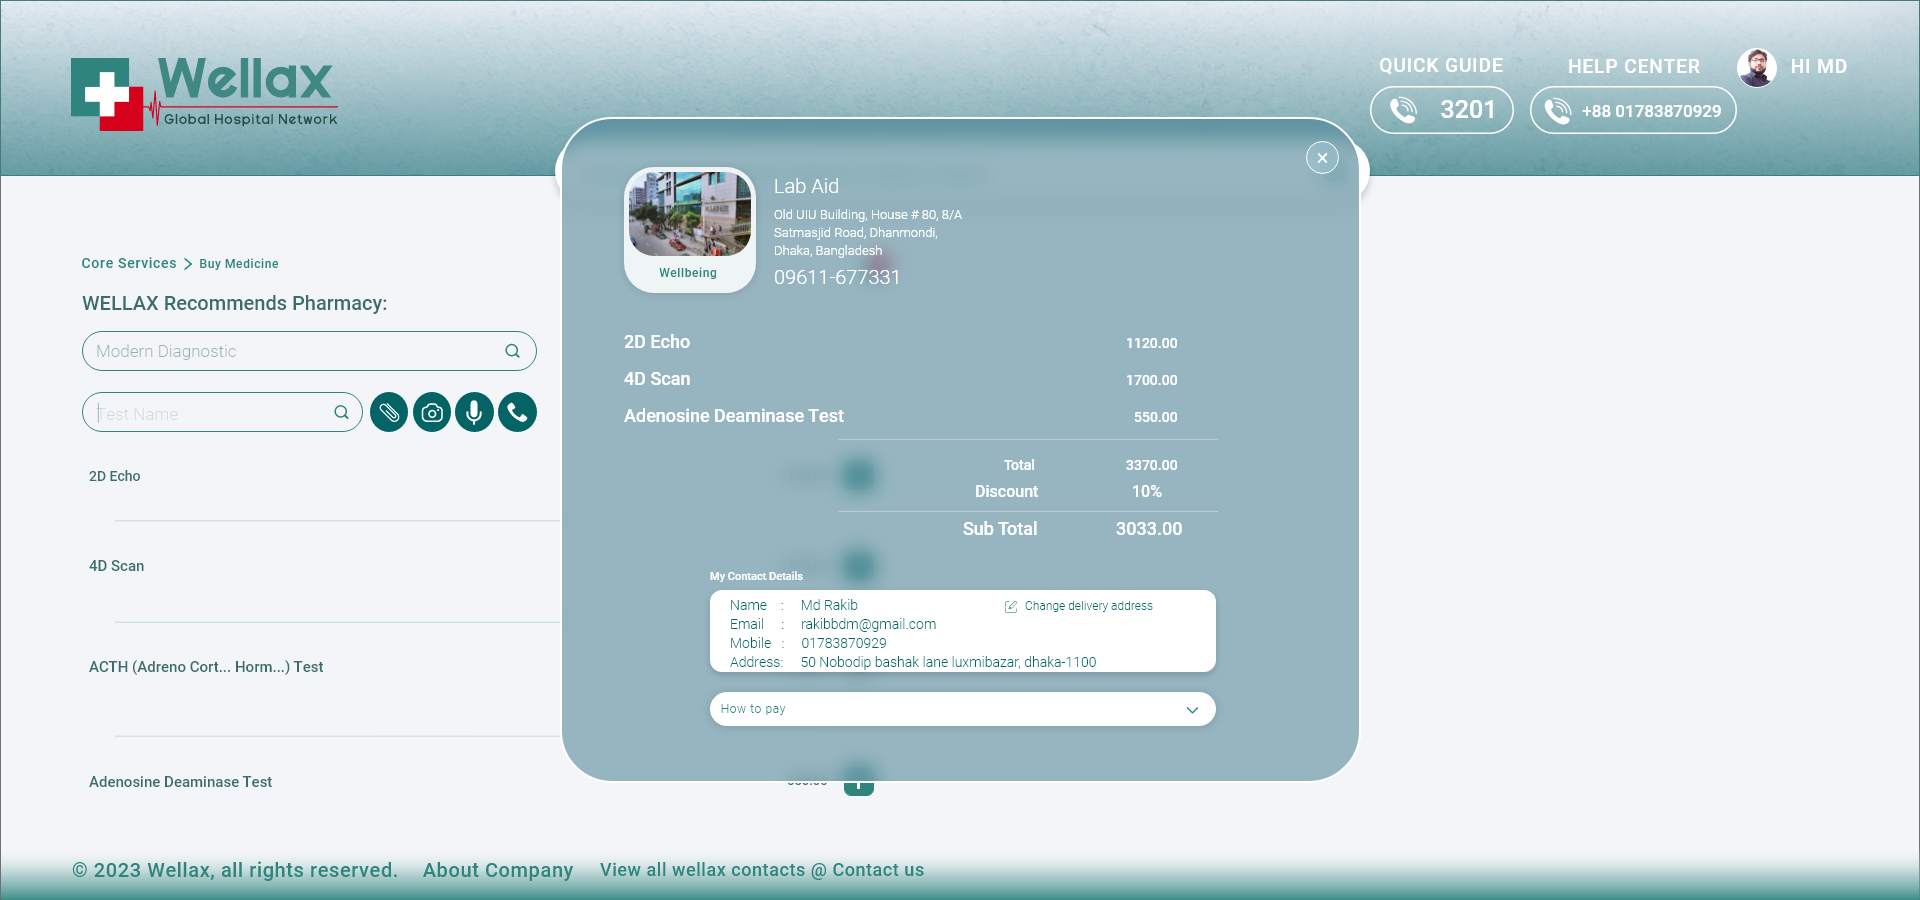 Wellax
Global Hospital Network
QUICK GUIDE
3201
HELP CENTER
+88 01783870929
HI MD
Core Services > Buy Medicine
WELLAX Recommends Pharmacy:
Modern Diagnostic
Test Name
2D Echo
4D Scan
ACTH (Adreno Cort... Horm...) Test
Adenosine Deaminase Test
Wellbeing
Lab Aid
Old UIU Building, House # 80, 8/A
Satmasjid Road, Dhanmondi,
Dhaka, Bangladesh
09611-677331
2D Echo 1120.00
4D Scan 1700.00
Adenosine Deaminase Test 550.00
Total 3370.00
Discount 10%
Sub Total 3033.00
My Contact Details
Name : Md Rakib
Change delivery address
Email : rakibbdm@gmail.com
Mobile : 01783870929
Address: 50 Nobodip bashak lane luxmibazar, dhaka-1100
How to pay
© 2023 Wellax, all rights reserved. About Company View all wellax contacts @ Contact us